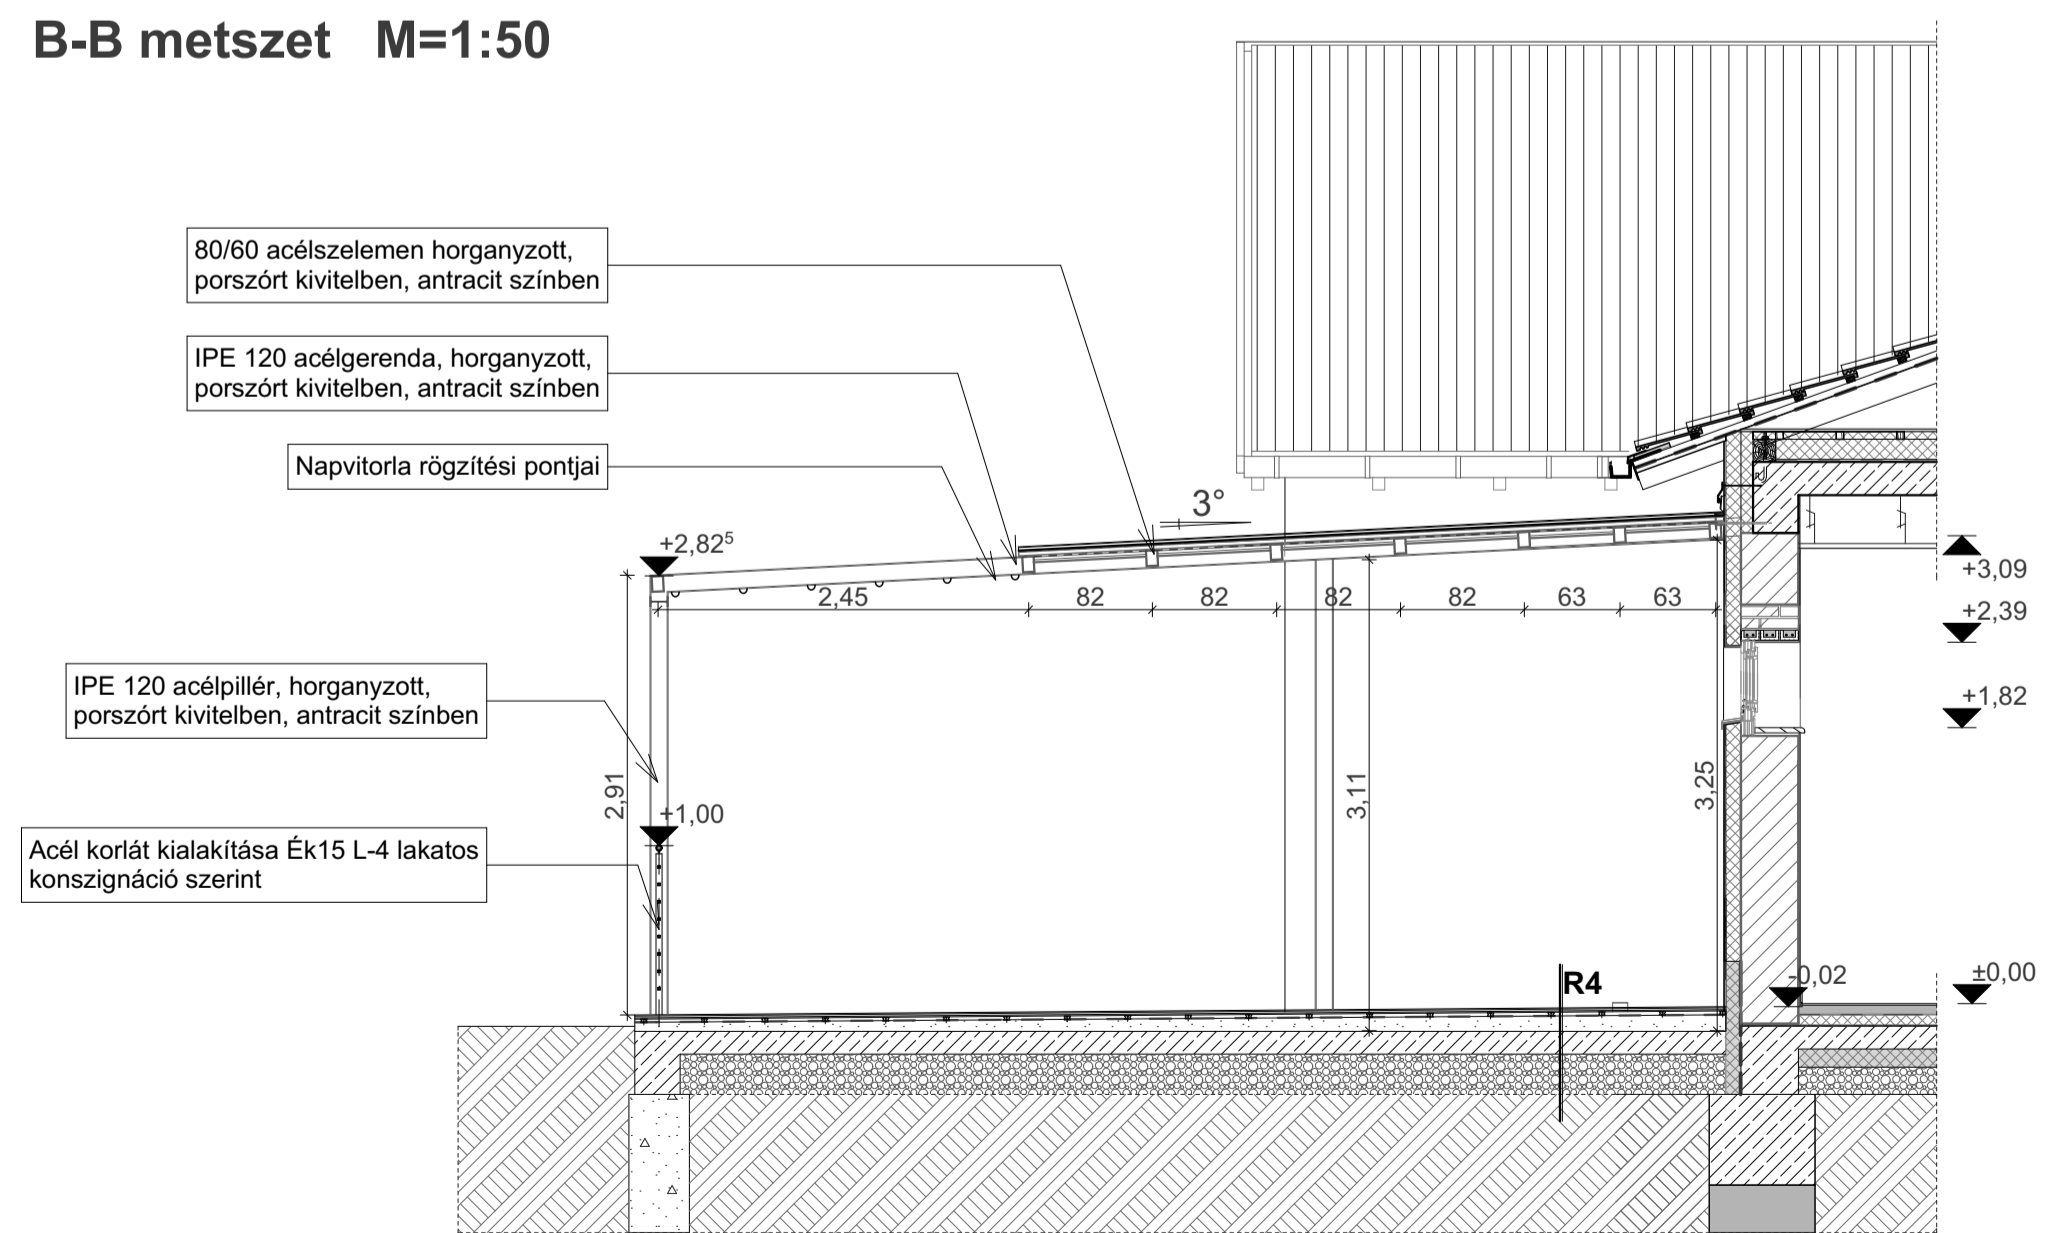 B-B metszet M=1:50
80/60 acélszelemen horganyzott,
porszórt kivitelben, antracit színben
IPE 120 acélgerenda, horganyzott,
porszórt kivitelben, antracit színben
Napvitorla rögzítési pontjai
3°
+2,82⁵
+3,09
2,45
82
82
82
82
63
63
+2,39
IPE 120 acélpillér, horganyzott,
porszórt kivitelben, antracit színben
+1,82
2,91
+1,00
3,11
3,25
Acél korlát kialakítása Ék15 L-4 lakatos
konszignáció szerint
R4
-0,02
±0,00